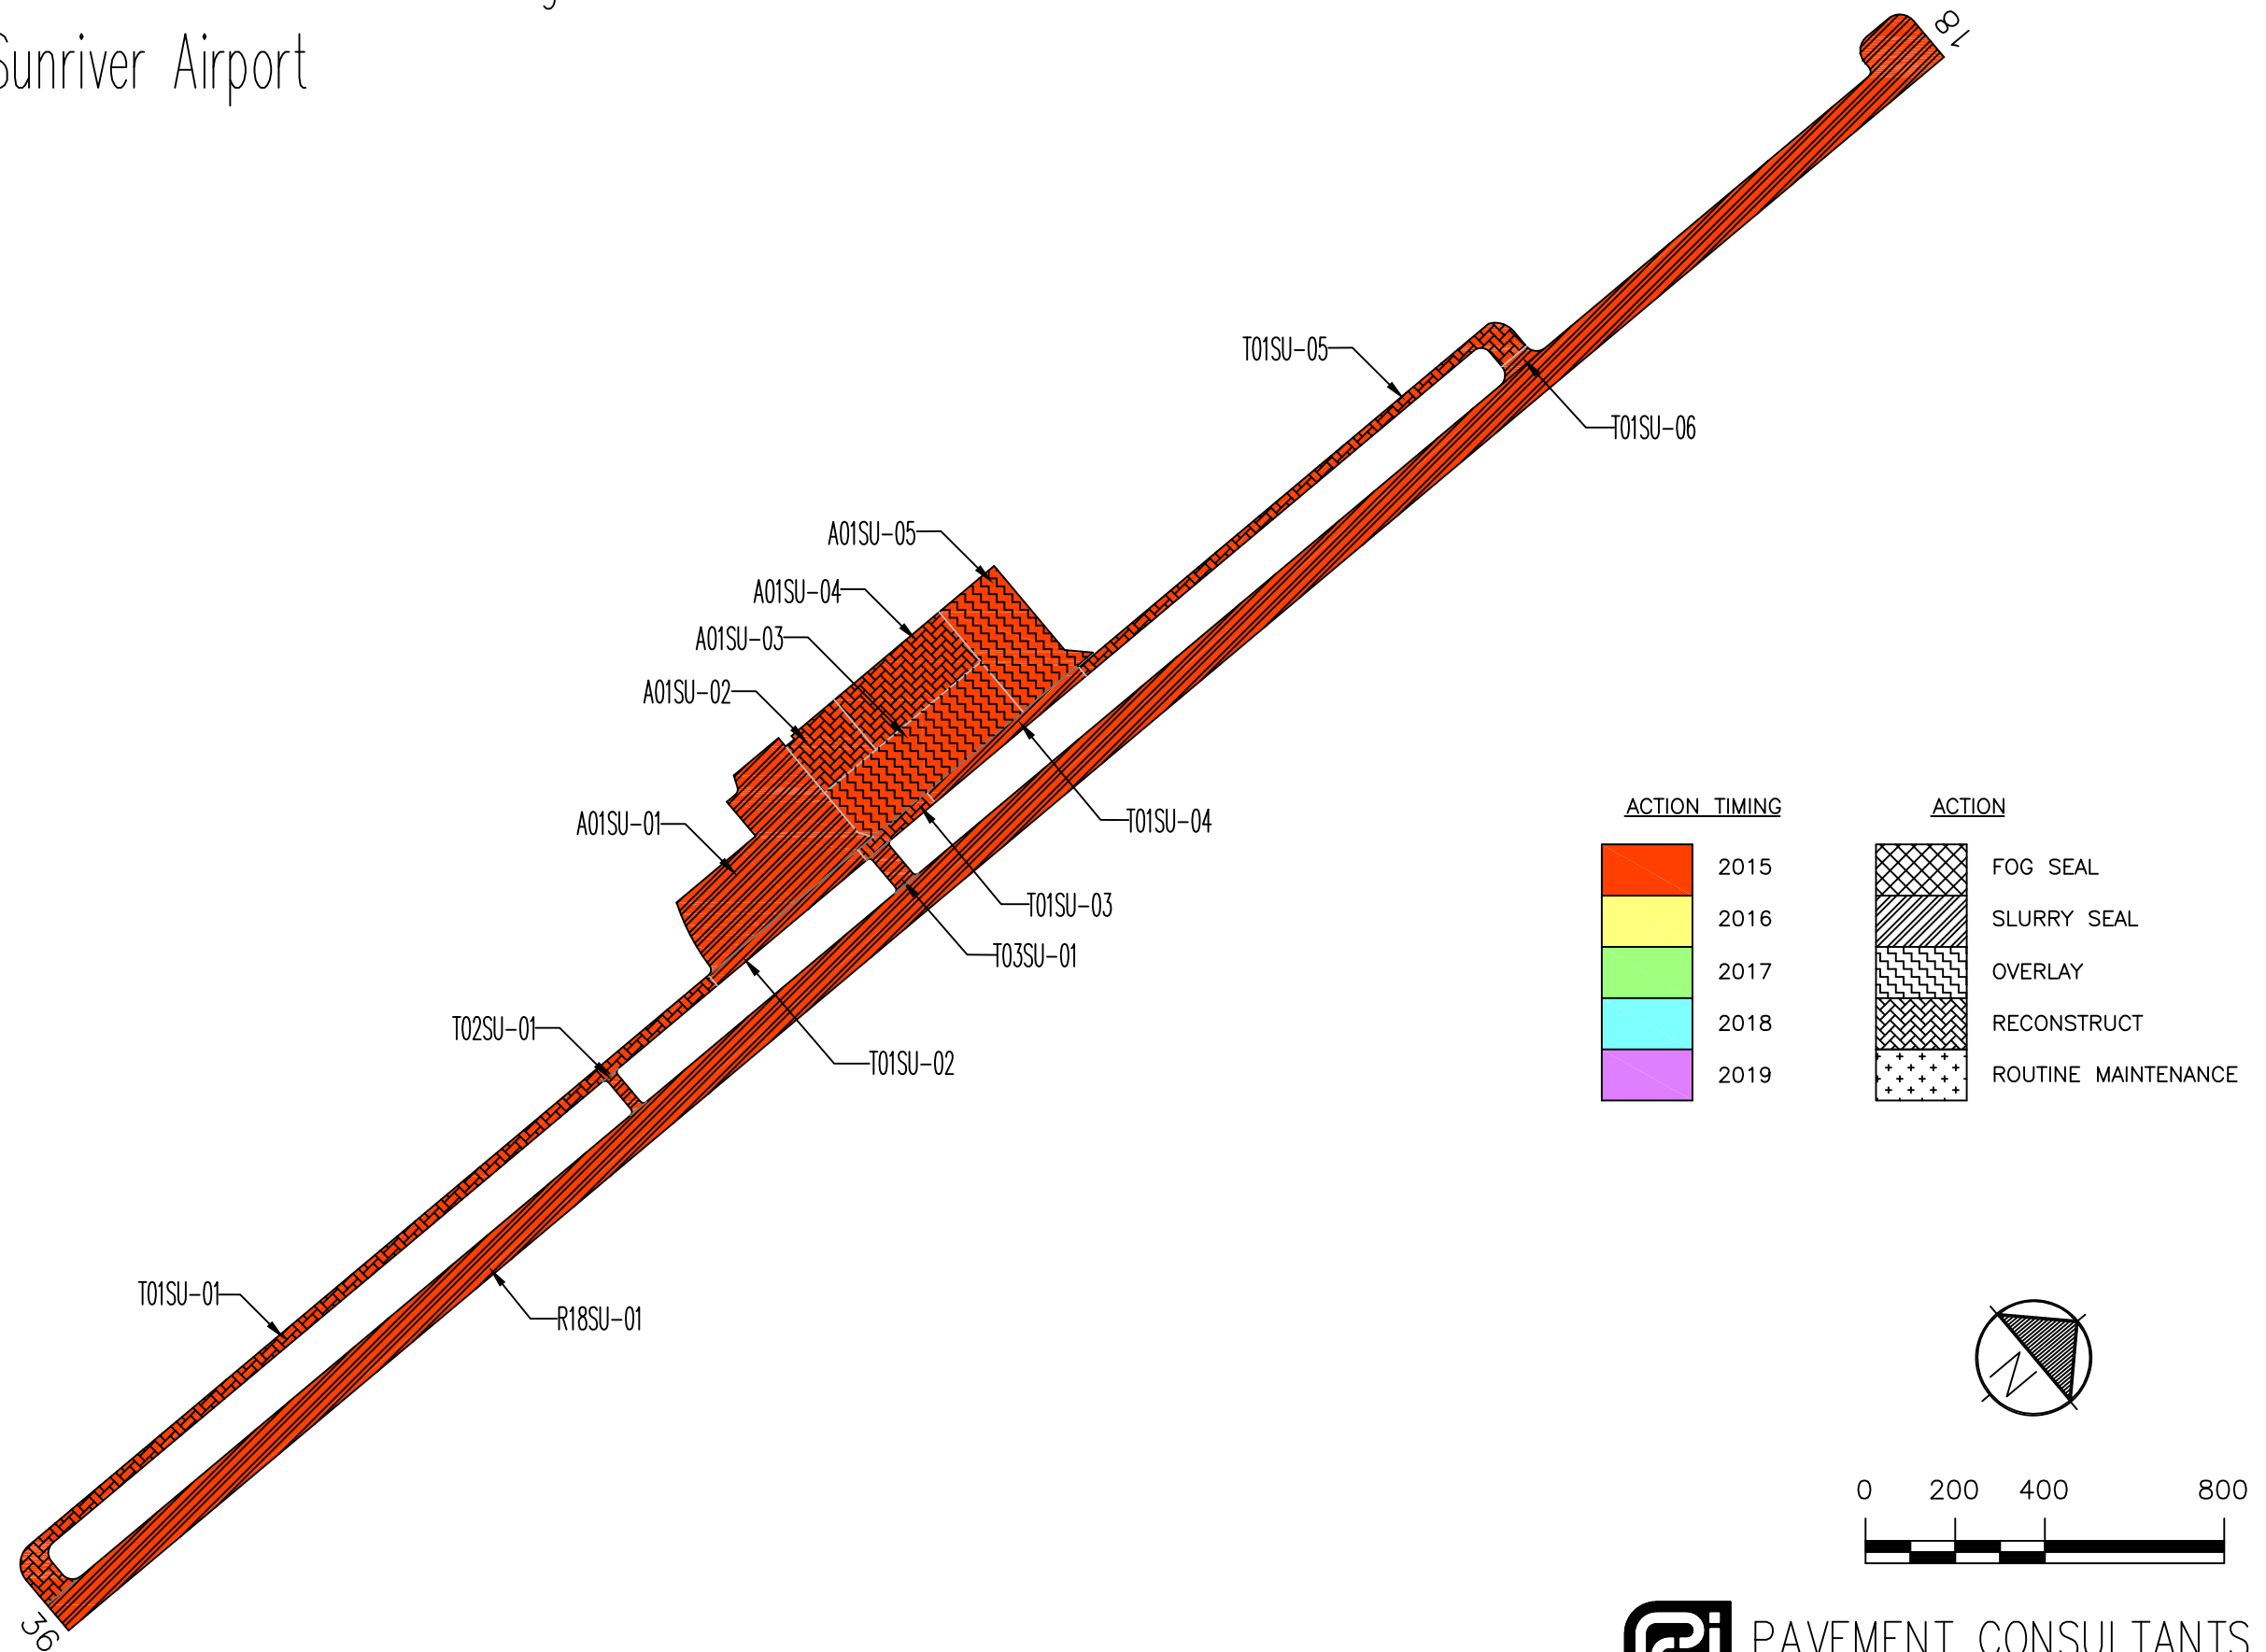 Sunriver Airport
18
T01SU-05
T01SU-06
A01SU-05
A01SU-04
A01SU-03
A01SU-02
A01SU-01
T01SU-04
T01SU-03
T03SU-01
T02SU-01
T01SU-02
T01SU-01
R18SU-01
36
ACTION TIMING
2015
2016
2017
2018
2019
ACTION
FOG SEAL
SLURRY SEAL
OVERLAY
RECONSTRUCT
ROUTINE MAINTENANCE
N
0 200 400 800
PAVEMENT CONSULTANTS